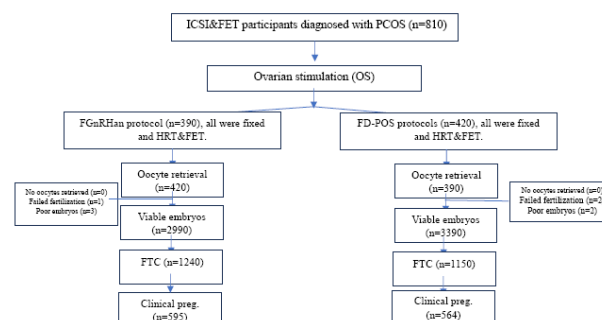 ICSI&FET participants diagnosed with PCOS (n=810)
Ovarian stimulation (OS)
FGnRHan protocol (n=390), all were fixed
and HRT&FET.
FD-POS protocols (n=420), all were fixed
and HRT&FET.
Oocyte retrieval
(n=420)
Oocyte retrieval
(n=390)
No oocytes retrieved (n=0)
Failed fertilization (n=1)
Poor embryos (n=3)
No oocytes retrieved (n=0
Failed fertilization (n=2
Poor embryos (n=2)
Viable embryos
(n=2990)
Viable embryos
(n=3390)
FTC (n=1240)
FTC (n=1150)
Clinical preg.
(n=595)
Clinical preg.
(n=564)